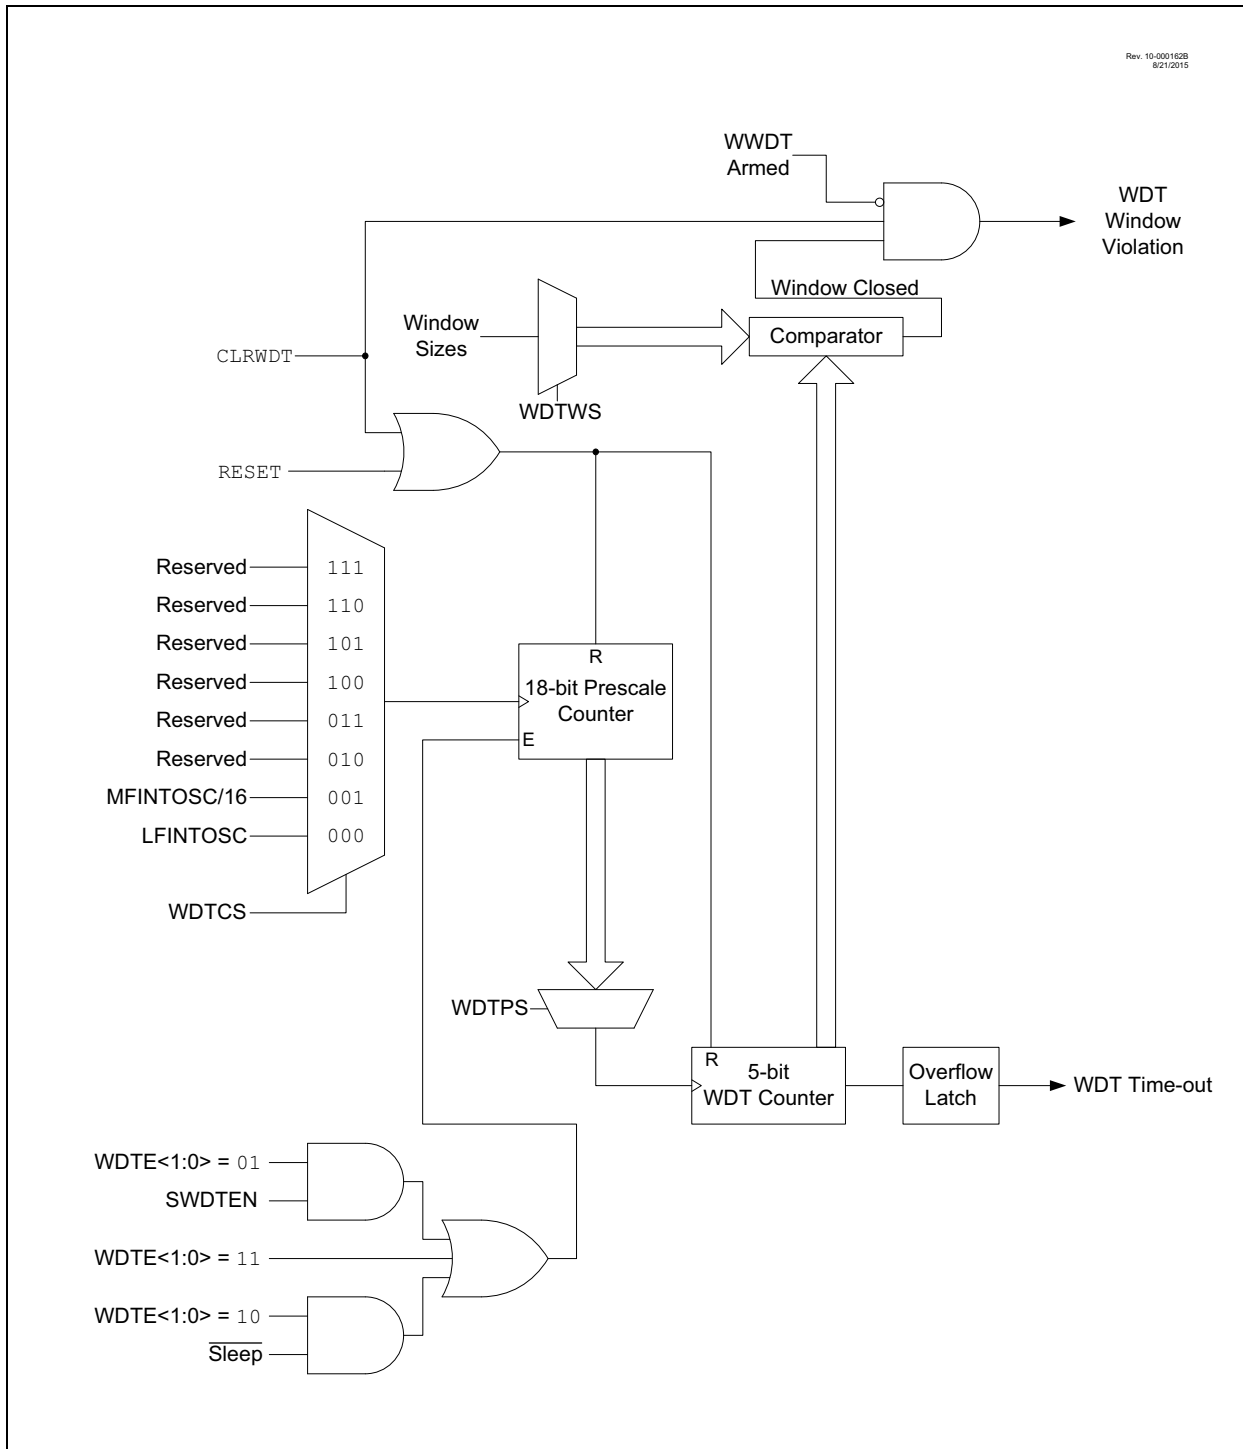 Rev. 10-000162B
8/21/2015
WWDT
Armed
WDT
Window
Violation
Window Closed
Window
Sizes
Comparator
CLRWDT
WDTWS
RESET
Reserved 111
Reserved 110
Reserved 101
Reserved 100
Reserved 011
Reserved 010
MFINTOSC/16 001
LFINTOSC 000
WDTCS
R
18-bit Prescale
Counter
E
WDTPS
R
5-bit
WDT Counter
Overflow
Latch
WDT Time-out
WDTE<1:0> = 01
SWDTEN
WDTE<1:0> = 11
WDTE<1:0> = 10
Sleep